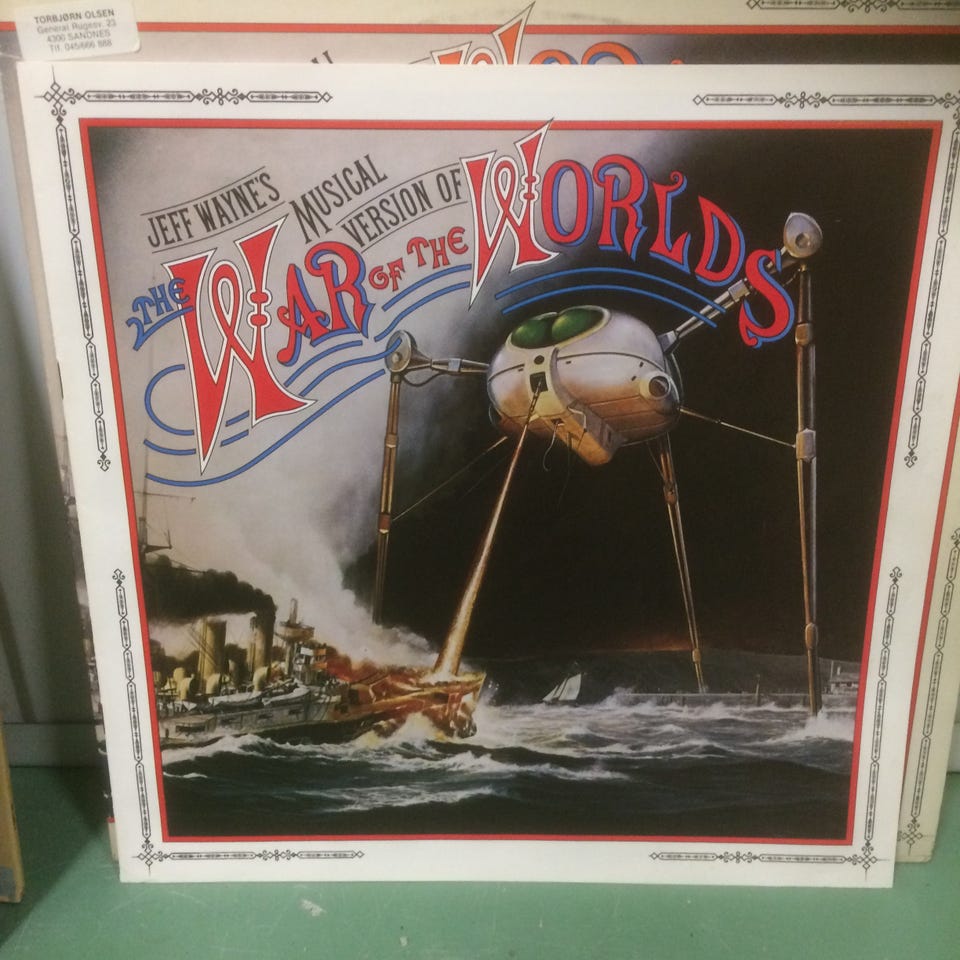 TORBJØRN OLSEN
General Rugesv. 23
4300 SANDNES
Tlf. 045/666 888
JEFF WAYNE'S
MUSICAL
VERSION OF
THE WAR OF THE WORLDS